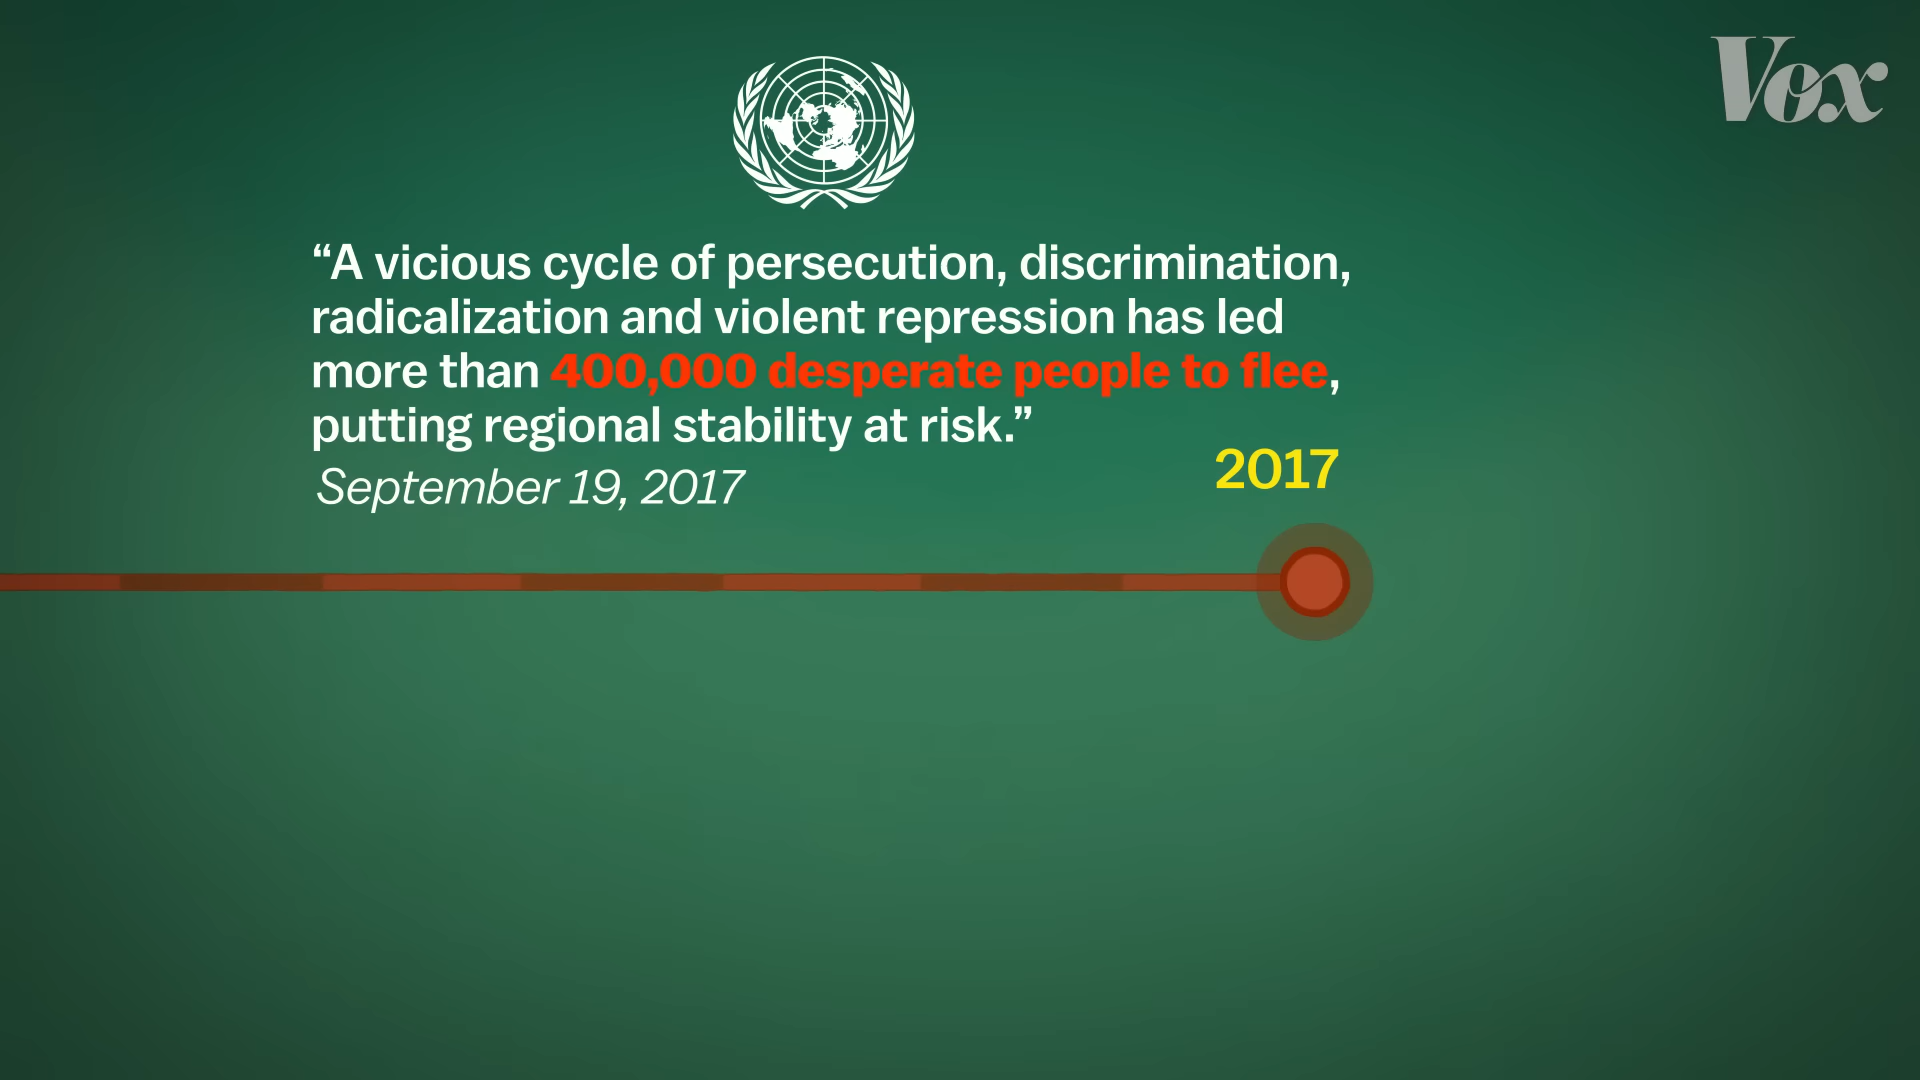 Vox
“A vicious cycle of persecution, discrimination,
radicalization and violent repression has led
more than 400,000 desperate people to flee,
putting regional stability at risk.”
September 19, 2017
2017